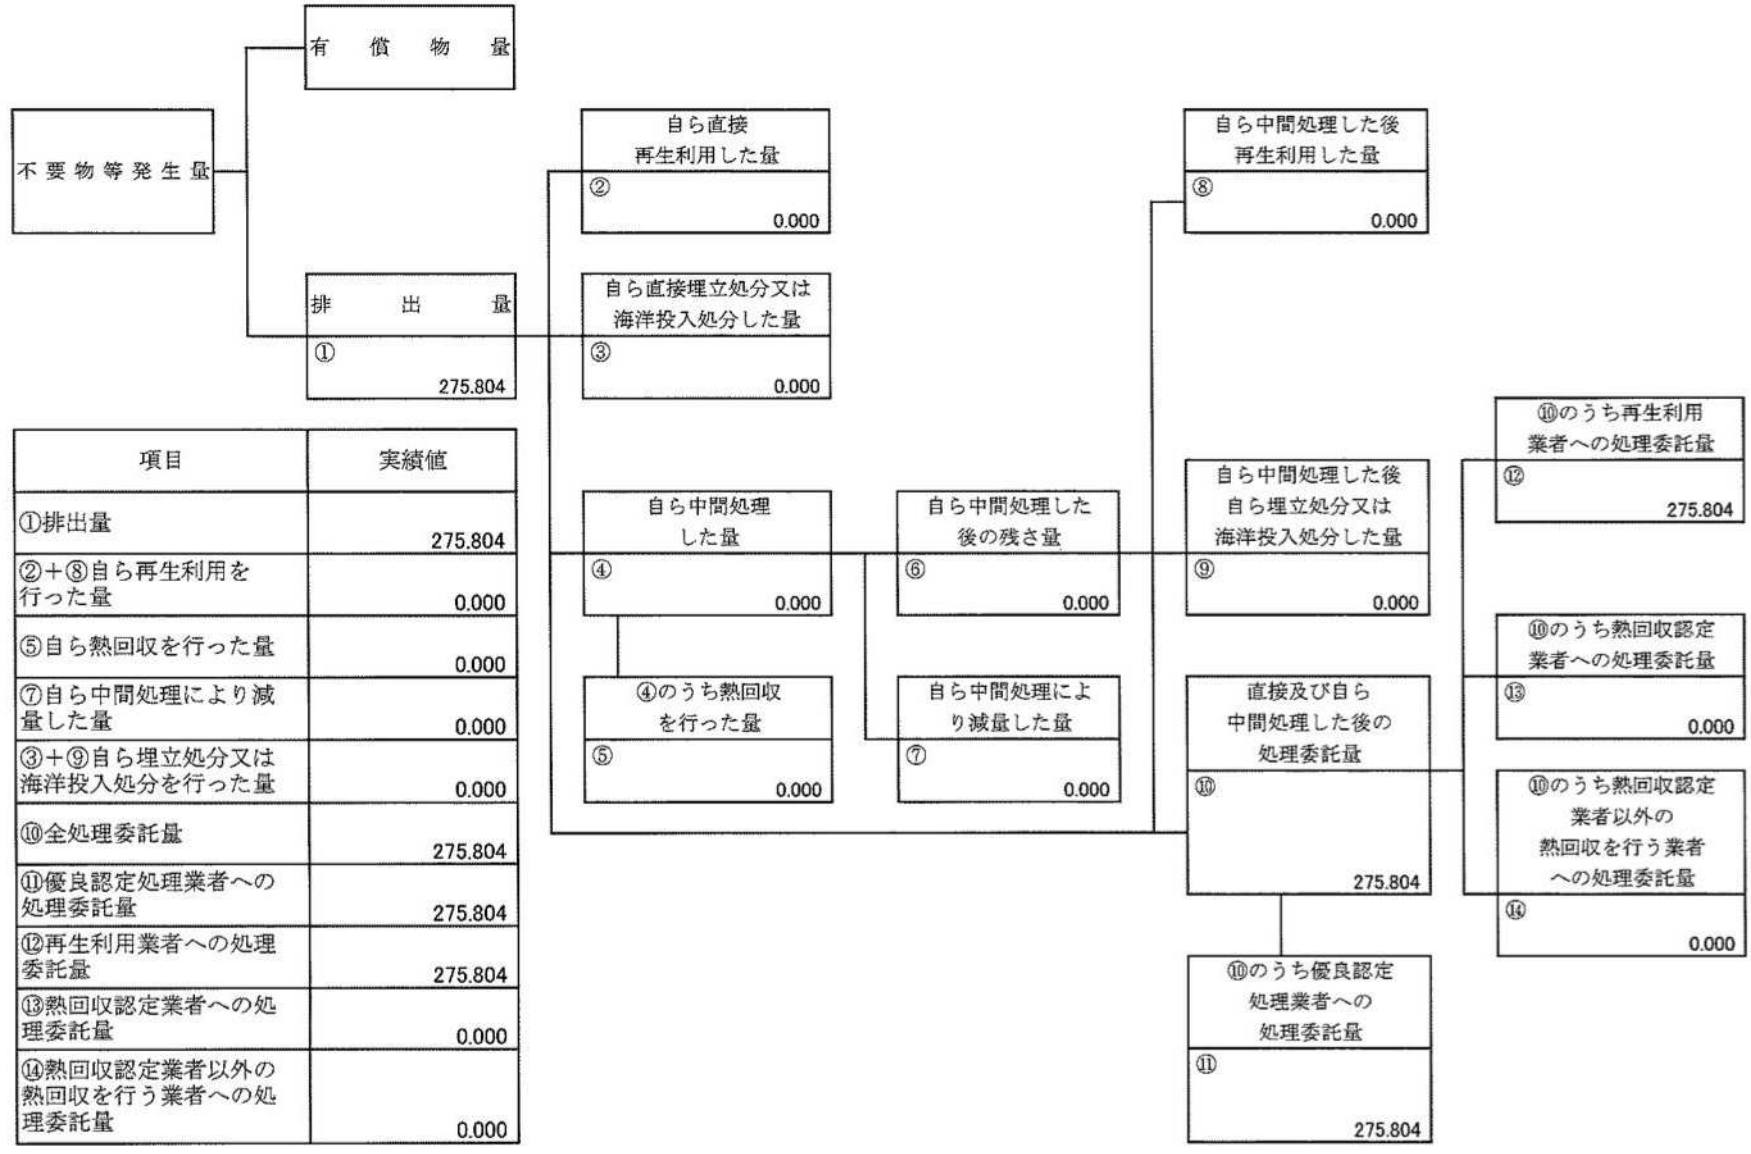 有償物量
不要物等発生量
排出量
①
275.804
自ら直接
再生利用した量
②
0.000
自ら直接埋立処分又は
海洋投入処分した量
③
0.000
自ら中間処理
した量
④
0.000
④のうち熱回収
を行った量
⑤
0.000
自ら中間処理した
後の残さ量
⑥
0.000
自ら中間処理によ
り減量した量
⑦
0.000
自ら中間処理した後
再生利用した量
⑧
0.000
自ら中間処理した後
自ら埋立処分又は
海洋投入処分した量
⑨
0.000
直接及び自ら
中間処理した後の
処理委託量
⑩
275.804
⑩のうち優良認定
処理業者への
処理委託量
⑪
275.804
⑩のうち再生利用
業者への処理委託量
⑫
275.804
⑩のうち熱回収認定
業者への処理委託量
⑬
0.000
⑩のうち熱回収認定
業者以外の
熱回収を行う業者
への処理委託量
⑭
0.000
項目 実績値
①排出量
275.804
②+⑧自ら再生利用を
行った量
0.000
⑤自ら熱回収を行った量
0.000
⑦自ら中間処理により減
量した量
0.000
③+⑨自ら埋立処分又は
海洋投入処分を行った量
0.000
⑩全処理委託量
275.804
⑪優良認定処理業者への
処理委託量
275.804
⑫再生利用業者への処理
委託量
275.804
⑬熱回収認定業者への処
理委託量
0.000
⑭熱回収認定業者以外の
熱回収を行う業者への処
理委託量
0.000